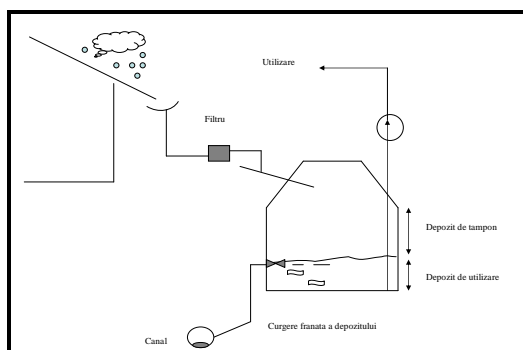 Utilizare
Filtru
Depozit de tampon
Depozit de utilizare
Curgere franata a depozitului
Canal